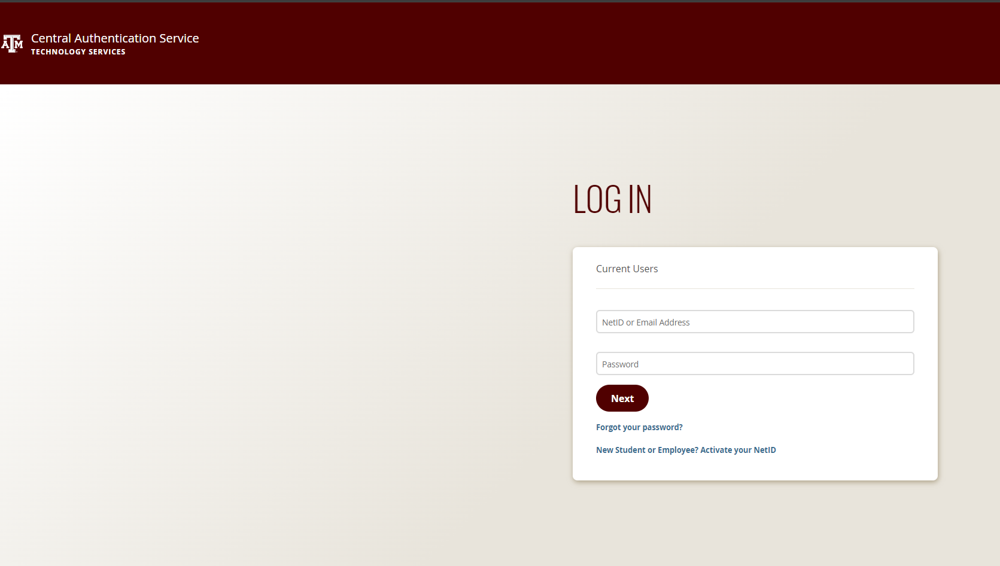 ATM
Central Authentication Service
TECHNOLOGY SERVICES
LOG IN
Current Users
NetID or Email Address
Password
Next
Forgot your password?
New Student or Employee? Activate your NetID